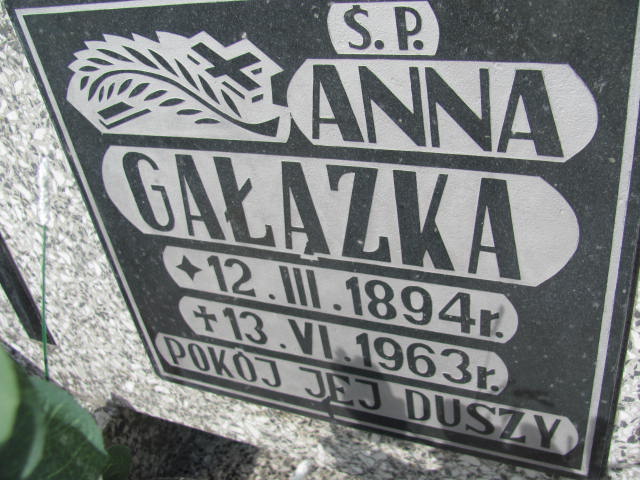 Ś. P.
ANNA
GAŁĄZKA
✦ 12. III. 1894r.
✝ 13. VI. 1963r.
POKÓJ JEJ DUSZY